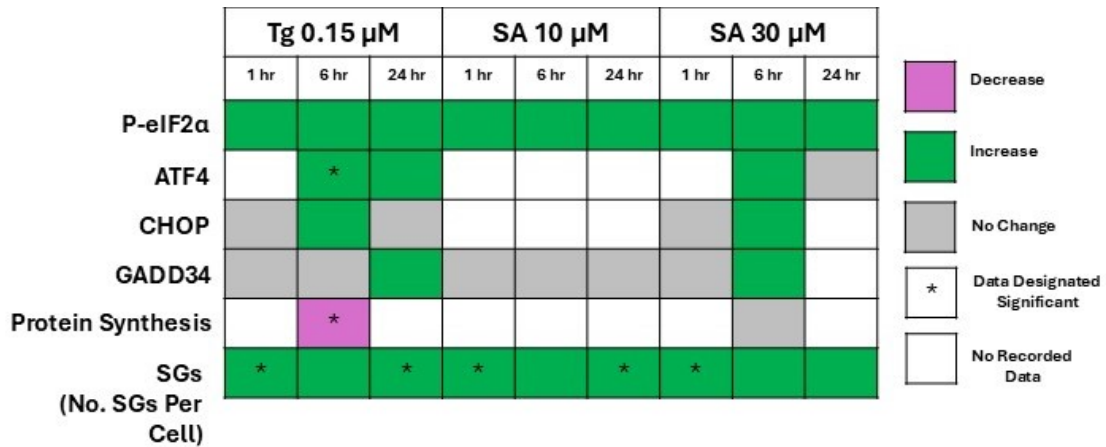 Tg 0.15 µM SA 10 µM SA 30 µM
1 hr 6 hr 24 hr 1 hr 6 hr 24 hr 1 hr 6 hr 24 hr
P-eIF2α
ATF4 *
CHOP
GADD34
Protein Synthesis *
SGs * * * * *
(No. SGs Per
Cell)
Decrease
Increase
No Change
* Data Designated
Significant
No Recorded
Data